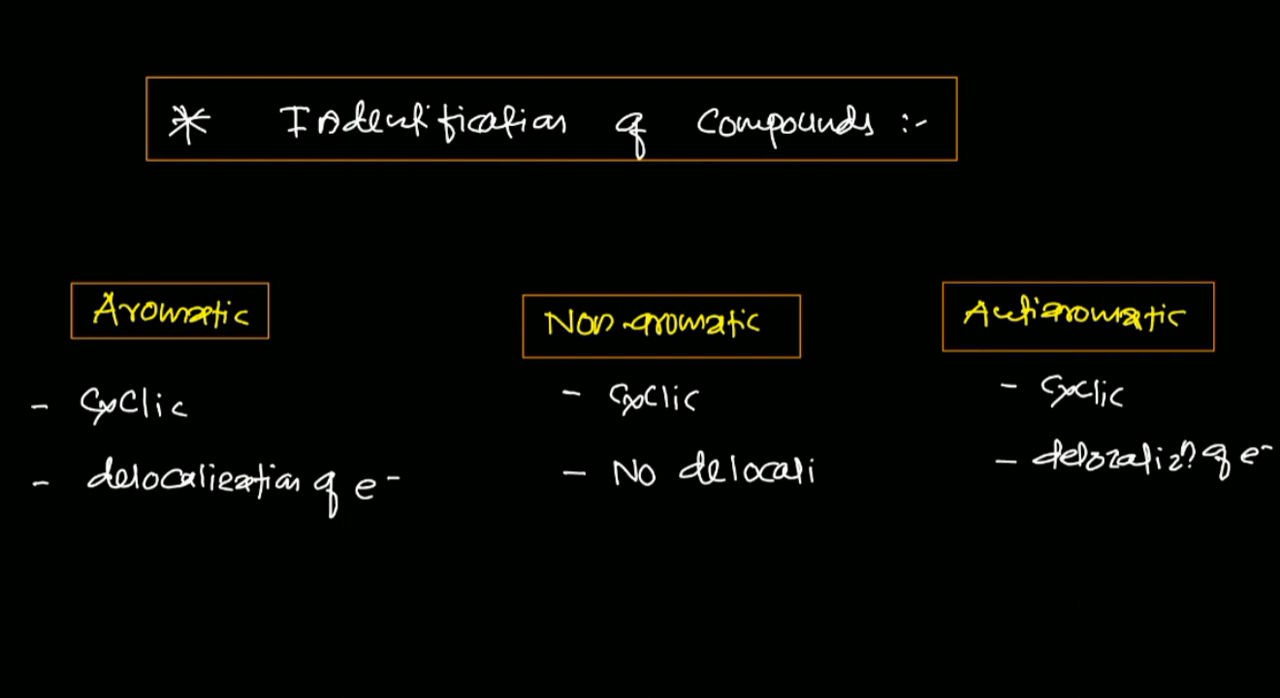 * Indentification of Compounds :-
Aromatic
- Cyclic
- delocalization of e-
Non-aromatic
- Cyclic
- No delocali
Antiaromatic
- Cyclic
- delocalizn of e-